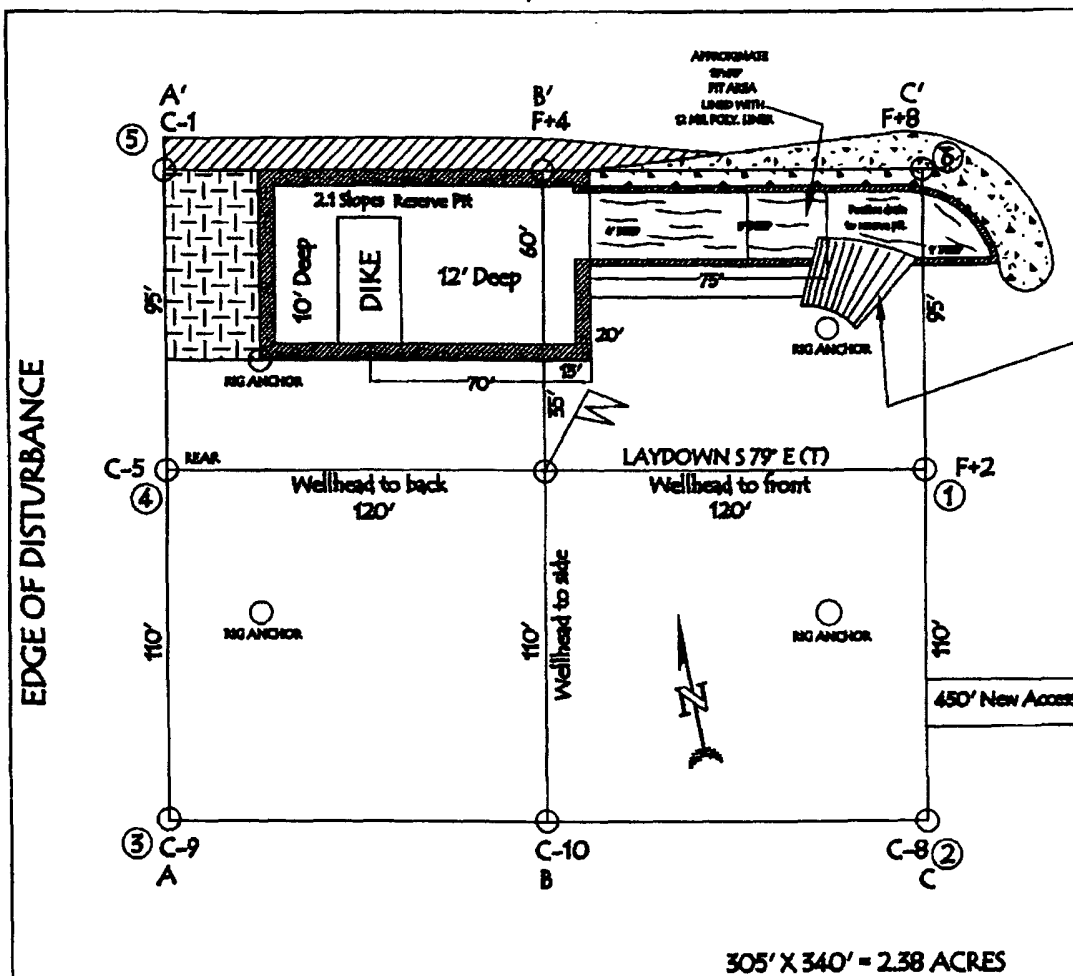 APPROXIMATE
PIT AREA
LINED WITH
12 MIL POLY. LINER
A'
C-1
B'
F+4
C'
F+8
5
6
2.1 Slopes Reserve Pit
60'
10' Deep
DIKE
12' Deep
75'
95'
95'
20'
RIG ANCHOR
RIG ANCHOR
70'
15'
35'
EDGE OF DISTURBANCE
C-5
REAR
LAYDOWN S 79° E (T)
F+2
4
Wellhead to back
120'
Wellhead to front
120'
1
Wellhead to side
110'
110'
110'
RIG ANCHOR
RIG ANCHOR
N
450' New Access
3
C-9
A
C-10
B
C-8
2
C
305' X 340' = 2.38 ACRES